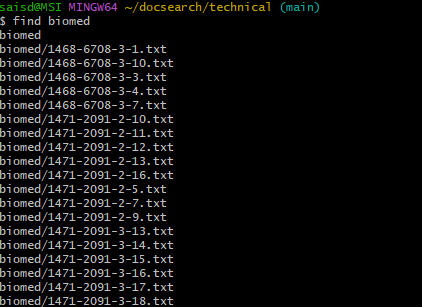 saisd@MSI MINGW64 ~/docsearch/technical (main)
$ find biomed
biomed
biomed/1468-6708-3-1.txt
biomed/1468-6708-3-10.txt
biomed/1468-6708-3-3.txt
biomed/1468-6708-3-4.txt
biomed/1468-6708-3-7.txt
biomed/1471-2091-2-10.txt
biomed/1471-2091-2-11.txt
biomed/1471-2091-2-12.txt
biomed/1471-2091-2-13.txt
biomed/1471-2091-2-16.txt
biomed/1471-2091-2-5.txt
biomed/1471-2091-2-7.txt
biomed/1471-2091-2-9.txt
biomed/1471-2091-3-13.txt
biomed/1471-2091-3-14.txt
biomed/1471-2091-3-15.txt
biomed/1471-2091-3-16.txt
biomed/1471-2091-3-17.txt
biomed/1471-2091-3-18.txt